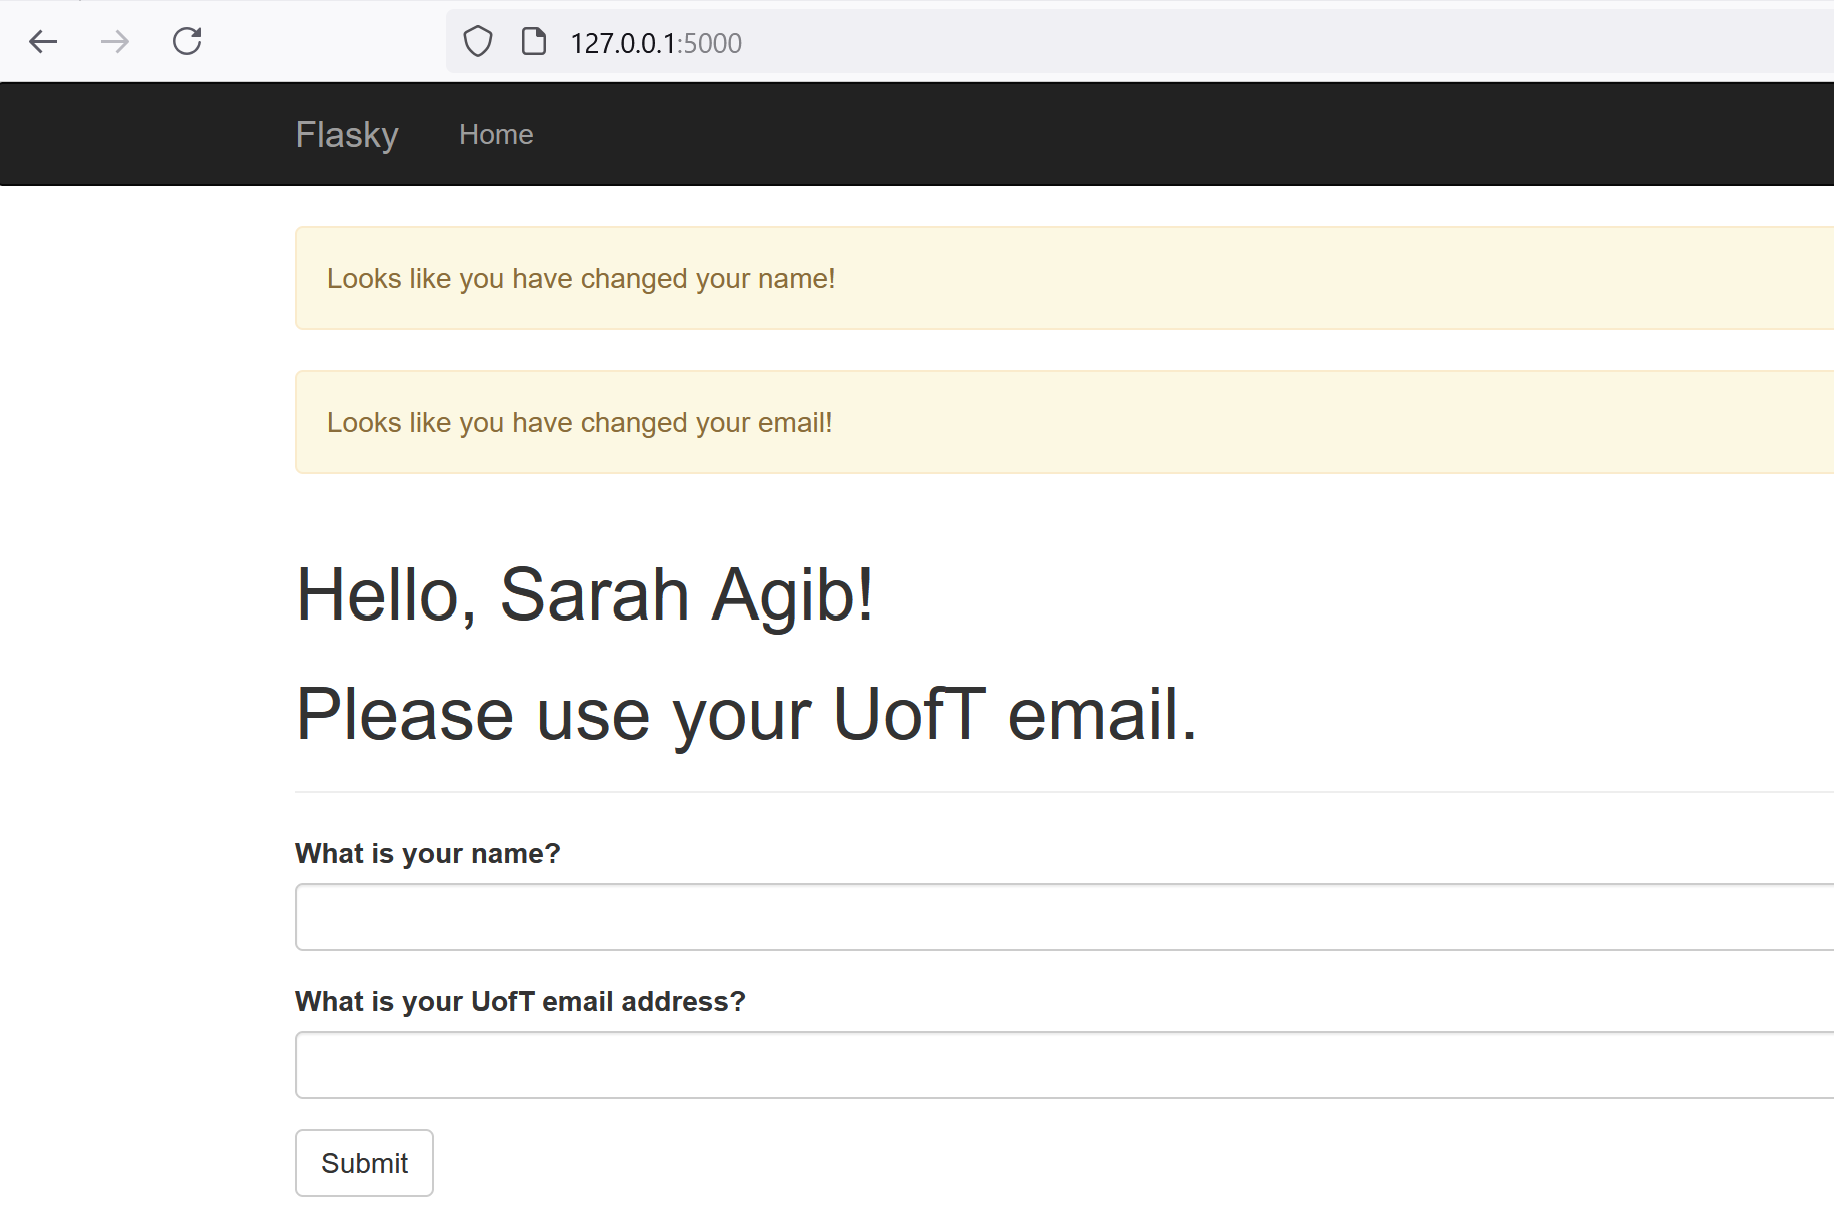 127.0.0.1:5000
Flasky Home
Looks like you have changed your name!
Looks like you have changed your email!
Hello, Sarah Agib!
Please use your UofT email.
What is your name?
What is your UofT email address?
Submit